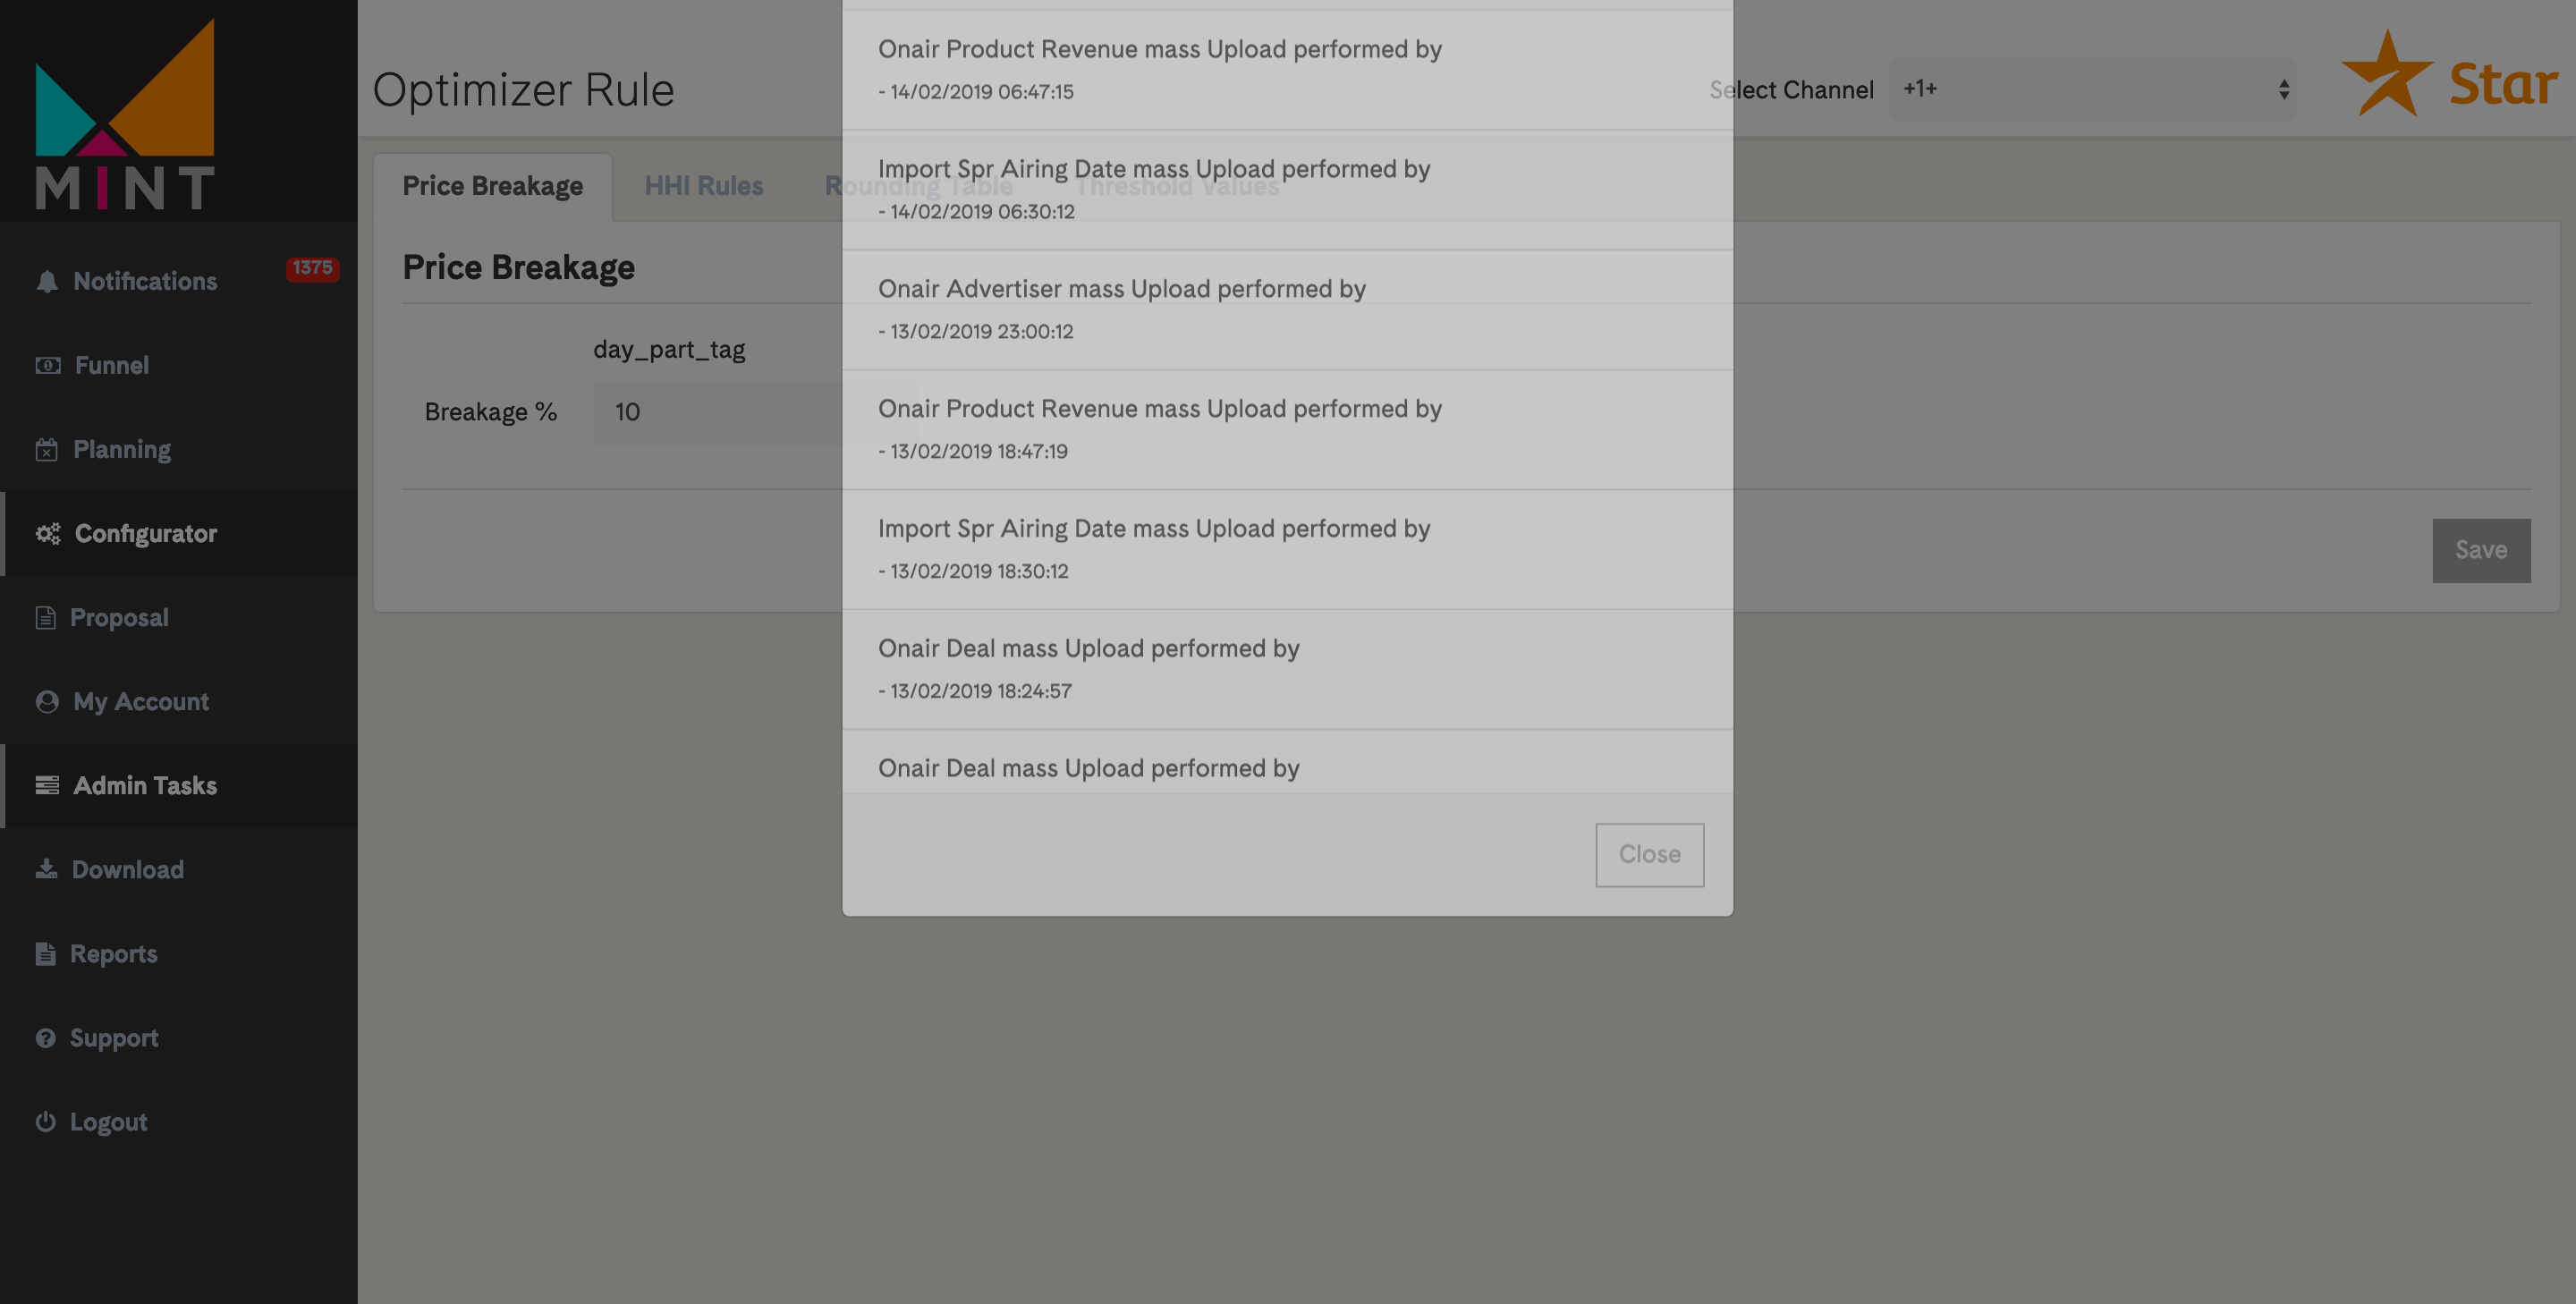 MINT
Notifications
1375
Funnel
Planning
Configurator
Proposal
My Account
Admin Tasks
Download
Reports
Support
Logout
Optimizer Rule
Select Channel
+1+
Star
Price Breakage
HHI Rules
Rounding Table
Threshold Values
Price Breakage
day_part_tag
Breakage %
10
Save
Onair Product Revenue mass Upload performed by
- 14/02/2019 06:47:15
Import Spr Airing Date mass Upload performed by
- 14/02/2019 06:30:12
Onair Advertiser mass Upload performed by
- 13/02/2019 23:00:12
Onair Product Revenue mass Upload performed by
- 13/02/2019 18:47:19
Import Spr Airing Date mass Upload performed by
- 13/02/2019 18:30:12
Onair Deal mass Upload performed by
- 13/02/2019 18:24:57
Onair Deal mass Upload performed by
Close